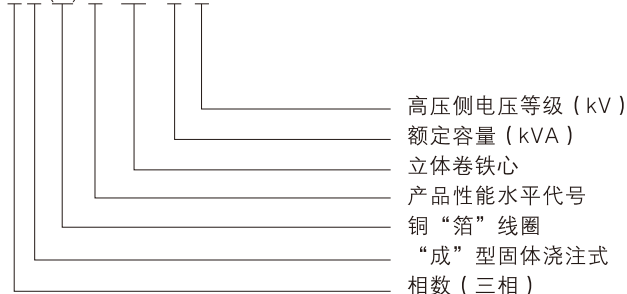 高压侧电压等级（kV）
额定容量（kVA）
立体卷铁心
产品性能水平代号
铜“箔”线圈
“成”型固体浇注式
相数（三相）